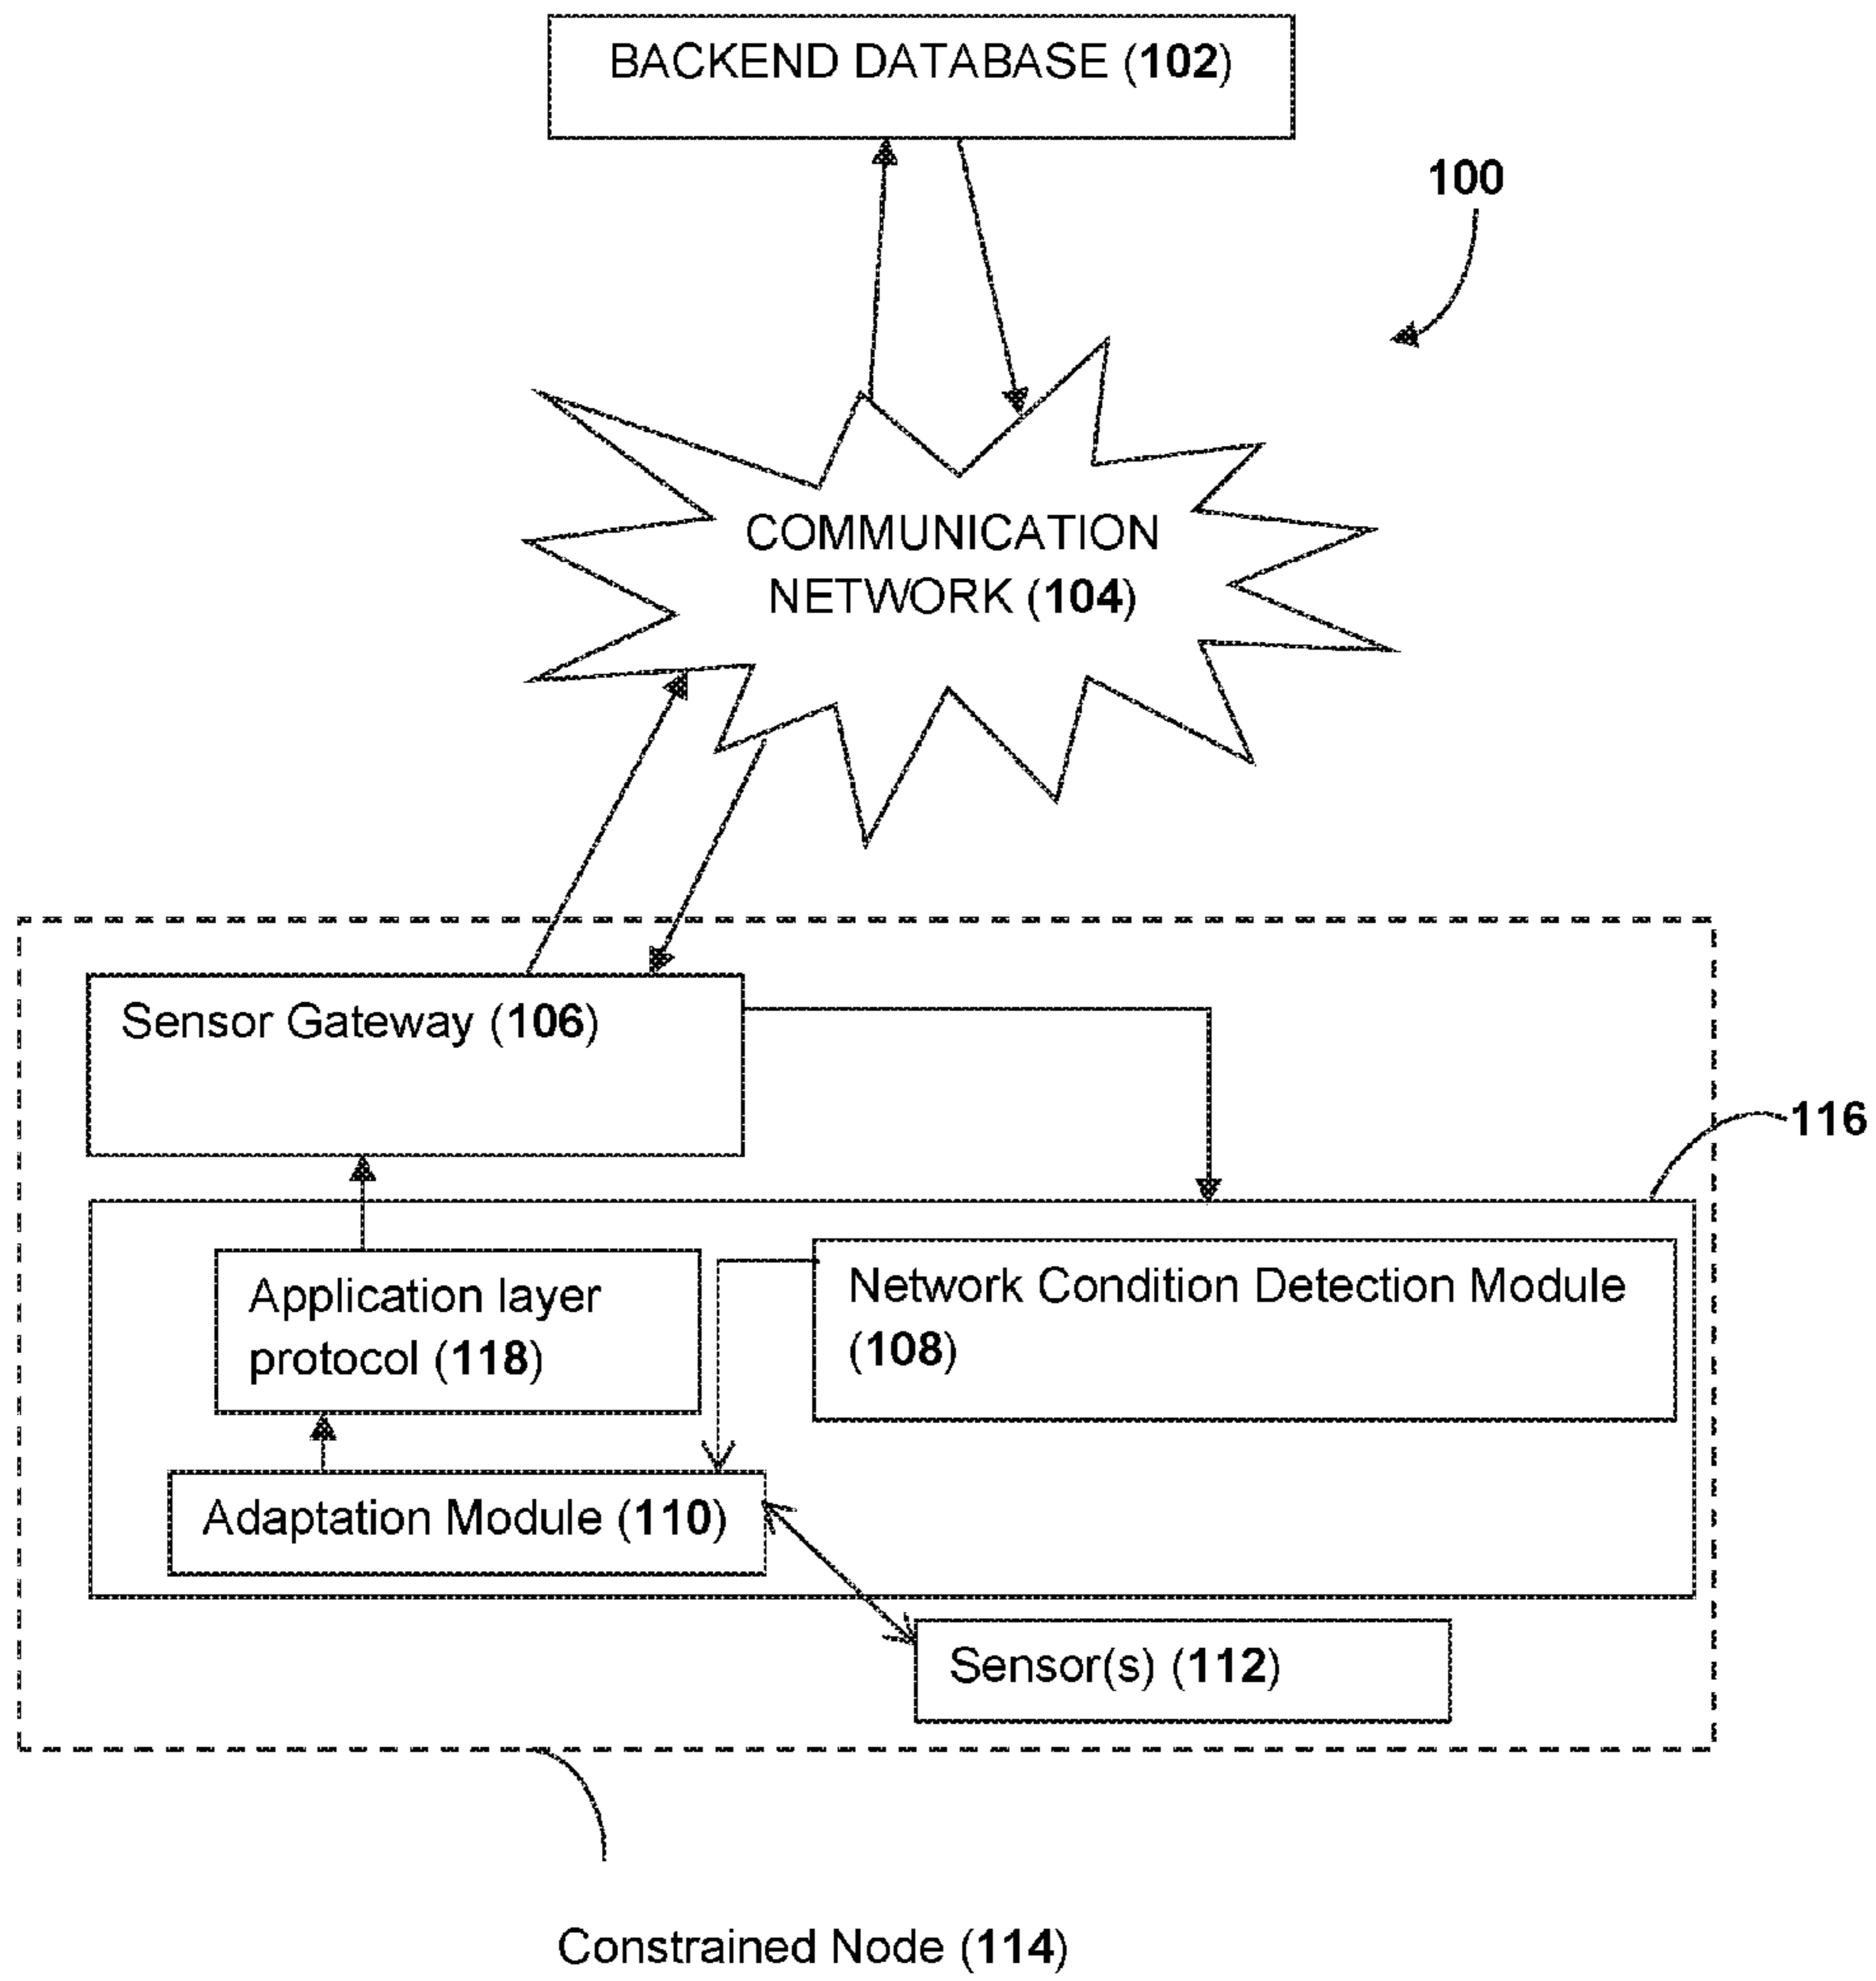 BACKEND DATABASE (102)
100
COMMUNICATION
NETWORK (104)
Sensor Gateway (106)
116
Application layer
protocol (118)
Network Condition Detection Module
(108)
Adaptation Module (110)
Sensor(s) (112)
Constrained Node (114)